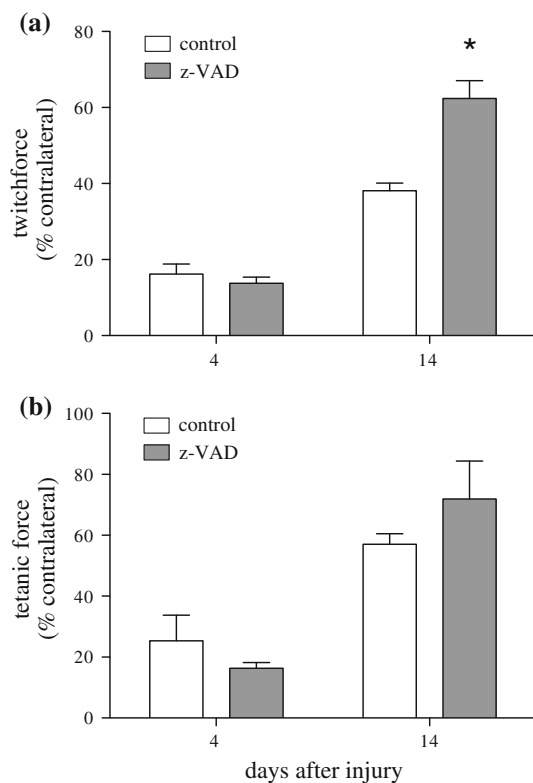 (a)
80
60
40
20
0
twitchforce
(% contralateral)
control
z-VAD
*
4
14
(b)
100
80
60
40
20
0
tetanic force
(% contralateral)
control
z-VAD
4
14
days after injury